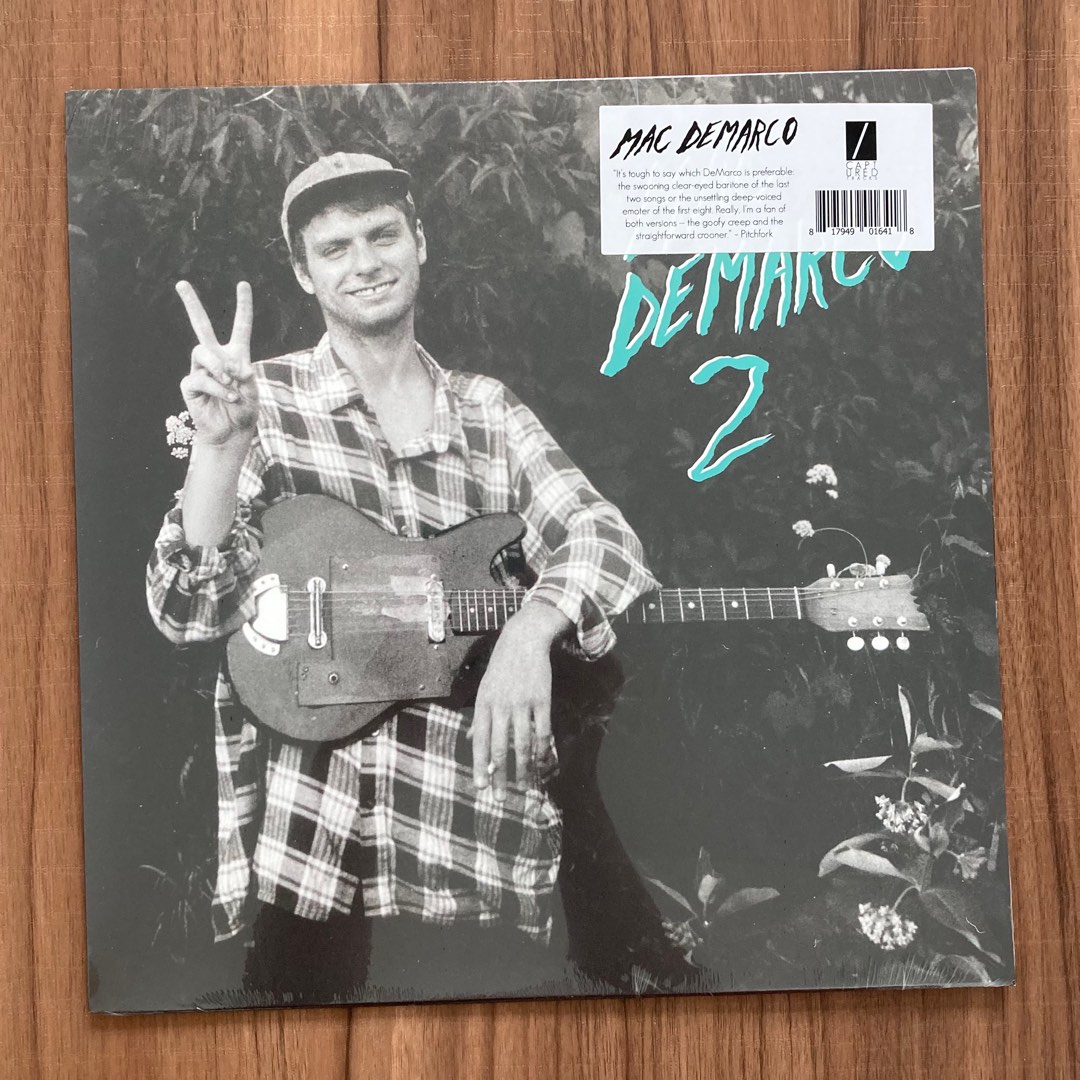 MAC DEMARCO
"It's tough to say which DeMarco is preferable:
the swooning clear-eyed baritone of the last
two songs or the unsettling deep-voiced
emoter of the first eight. Really, I'm a fan of
both versions – the goofy creep and the
straightforward crooner." - Pitchfork
CAPT
URED
TRACKS
8 17949 01641 8
DEMARCO
2